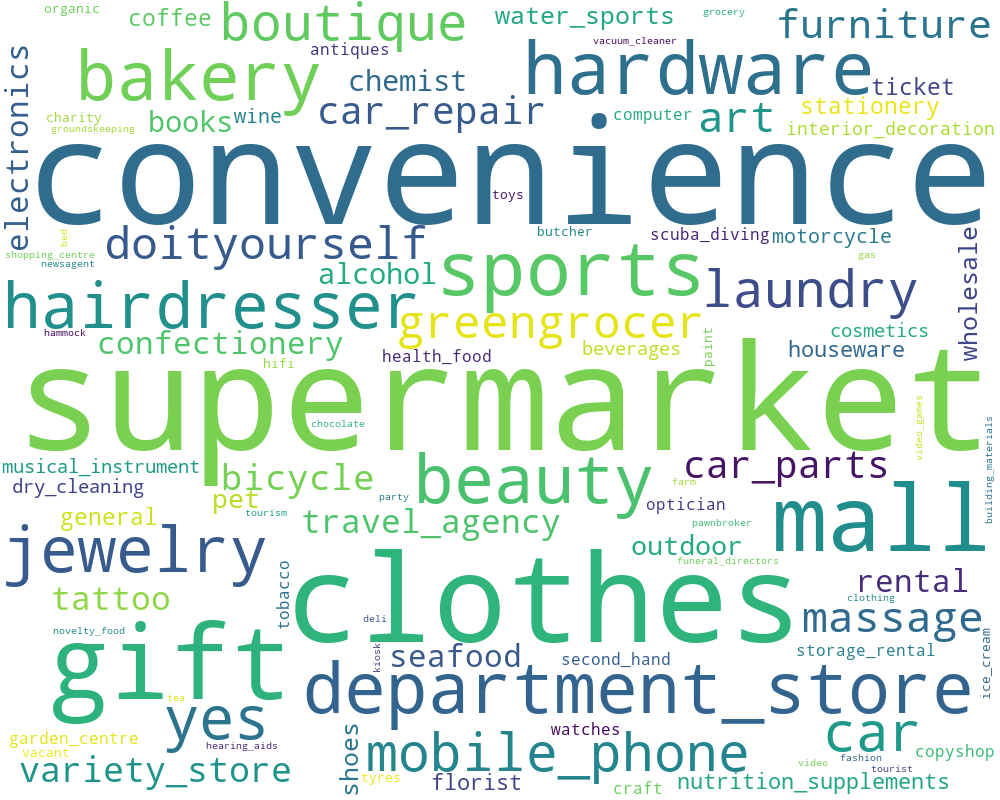 organic
coffee
boutique
water_sports
grocery
furniture
antiques
vacuum_cleaner
bakery
chemist
hardware
ticket
electronics
charity
groundskeeping
books
wine
car_repair
computer
art
stationery
interior_decoration
convenience
toys
bed
shopping_centre
newsagent
doityourself
butcher
scuba_diving
motorcycle
gas
wholesale
alcohol
sports
laundry
hairdresser
hammock
greengrocer
cosmetics
confectionery
hifi
health_food
beverages
paint
houseware
supermarket
chocolate
video_games
building_materials
musical_instrument
dry_cleaning
pet
bicycle
beauty
car_parts
party
farm
optician
general
tourism
travel_agency
pawnbroker
mall
jewelry
outdoor
funeral_directors
tattoo
tobacco
clothes
rental
clothing
massage
deli
novelty_food
gift
kiosk
seafood
second_hand
storage_rental
ice_cream
tea
yes
department_store
garden_centre
vacant
hearing_aids
shoes
watches
car
copyshop
variety_store
mobile_phone
tyres
florist
craft
nutrition_supplements
video
fashion
tourist